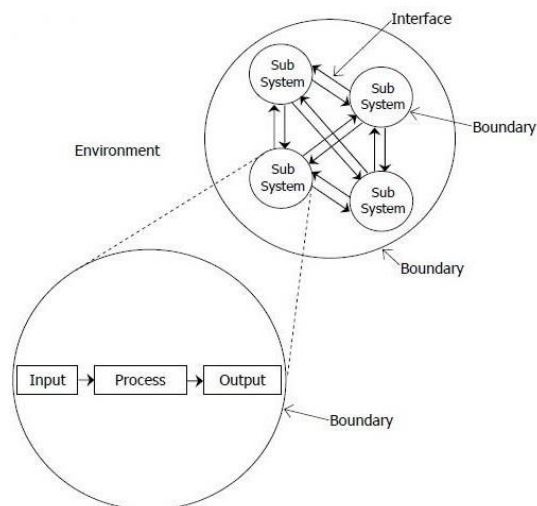 Interface
Sub
System
Sub
System
Boundary
Environment
Sub
System
Sub
System
Boundary
Input
Process
Output
Boundary